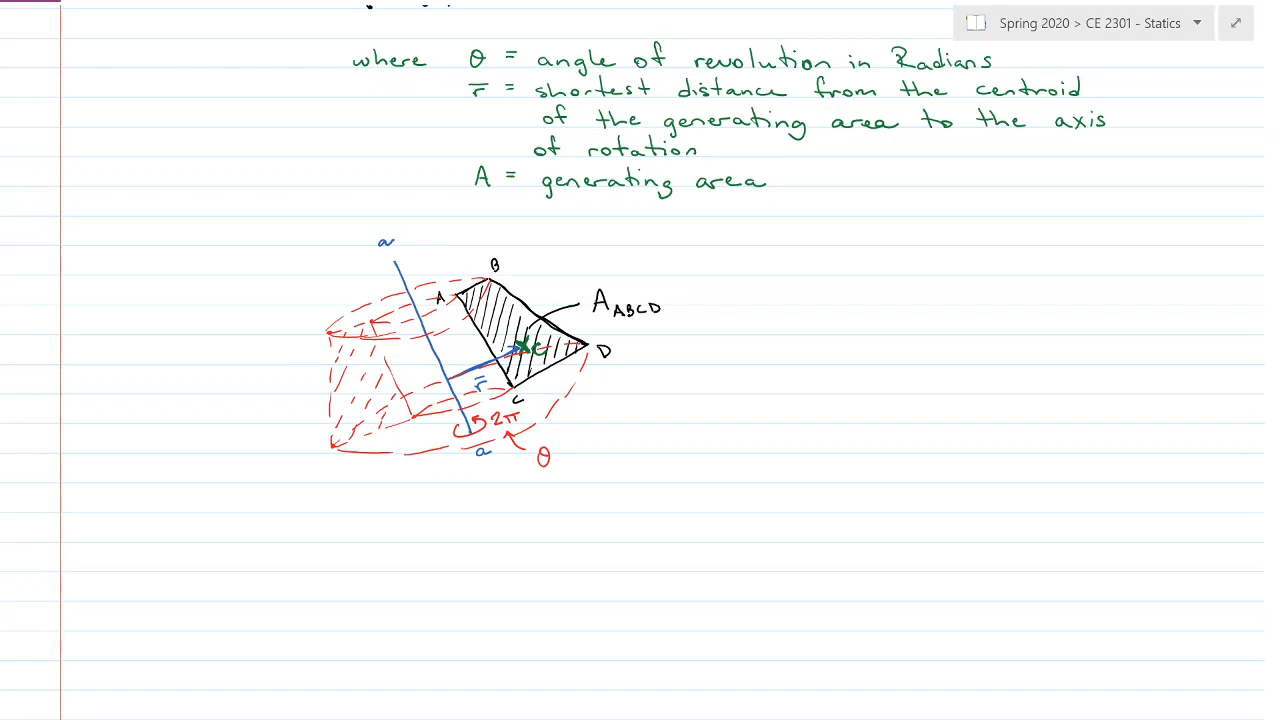 Spring 2020 > CE 2301 - Statics
where θ = angle of revolution in Radians
r̅ = shortest distance from the centroid
of the generating area to the axis
of rotation
A = generating area
a
B
A
A ABCD
C
D
r̅
C
2π
a
θ